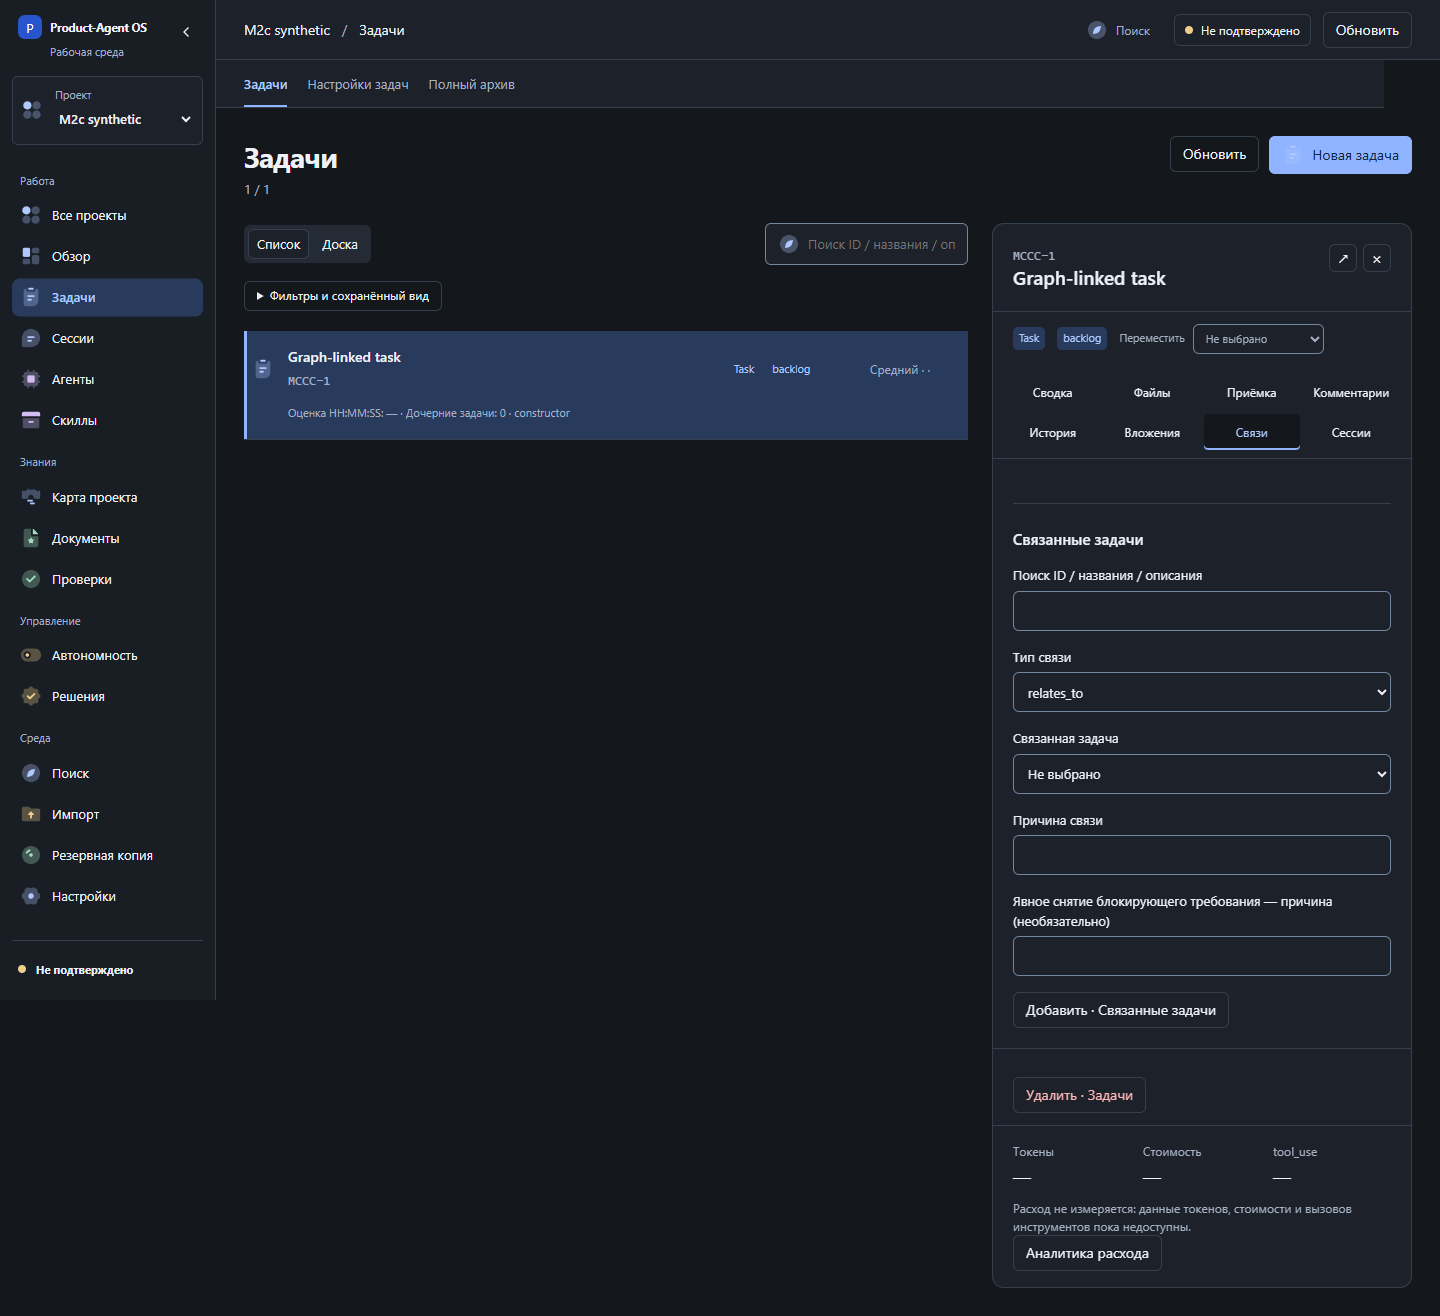 P
Product-Agent OS
Рабочая среда
Проект
M2c synthetic
Работа
Все проекты
Обзор
Задачи
Сессии
Агенты
Скиллы
Знания
Карта проекта
Документы
Проверки
Управление
Автономность
Решения
Среда
Поиск
Импорт
Резервная копия
Настройки
Не подтверждено
M2c synthetic / Задачи
Поиск
Не подтверждено
Обновить
Задачи
Настройки задач
Полный архив
Задачи
1 / 1
Обновить
Новая задача
Список
Доска
Поиск ID / названия / оп
Фильтры и сохранённый вид
Graph-linked task
MCCC-1
Task
backlog
Средний · ·
Оценка HH:MM:SS: — · Дочерние задачи: 0 · constructor
MCCC-1
Graph-linked task
Task
backlog
Переместить
Не выбрано
Сводка
Файлы
Приёмка
Комментарии
История
Вложения
Связи
Сессии
Связанные задачи
Поиск ID / названия / описания
Тип связи
relates_to
Связанная задача
Не выбрано
Причина связи
Явное снятие блокирующего требования — причина
(необязательно)
Добавить · Связанные задачи
Удалить · Задачи
Токены
Стоимость
tool_use
—
—
—
Расход не измеряется: данные токенов, стоимости и вызовов
инструментов пока недоступны.
Аналитика расхода